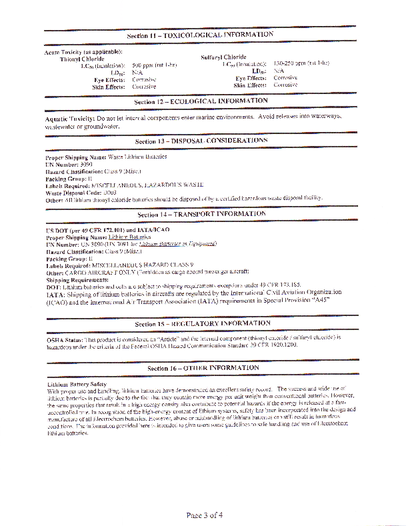 Section 11 – TOXICOLOGICAL INFORMATION
Acute Toxicity (as applicable):
Thionyl Chloride
LC50 (Inhalation): 500 ppm (rat 1-hr)
LD50: N/A
Eye Effects: Corrosive
Skin Effects: Corrosive
Sulfuryl Chloride
LC50 (Inhalation): 130-250 ppm (rat 1-hr)
LD50: N/A
Eye Effects: Corrosive
Skin Effects: Corrosive
Section 12 – ECOLOGICAL INFORMATION
Aquatic Toxicity: Do not let internal components enter marine environments. Avoid releases into waterways,
wastewater or groundwater.
Section 13 – DISPOSAL CONSIDERATIONS
Proper Shipping Name: Waste Lithium Batteries
UN Number: 3090
Hazard Classification: Class 9 (Misc.)
Packing Group: II
Labels Required: MISCELLANEOUS, HAZARDOUS WASTE
Waste Disposal Code: D003
Other: All lithium thionyl chloride batteries should be disposed of by a certified hazardous waste disposal facility.
Section 14 – TRANSPORT INFORMATION
US DOT (per 49 CFR 172.101) and IATA/ICAO
Proper Shipping Name: Lithium Batteries
UN Number: UN 3090 (UN 3091 for Lithium Batteries in Equipment)
Hazard Classification: Class 9 (Misc.)
Packing Group: II
Labels Required: MISCELLANEOUS HAZARD CLASS 9
Other: CARGO AIRCRAFT ONLY (Forbidden as cargo aboard passenger aircraft)
Shipping Requirements:
DOT: Lithium batteries and cells are subject to shipping requirements exceptions under 49 CFR 173.185.
IATA: Shipping of lithium batteries in aircrafts are regulated by the International Civil Aviation Organization
(ICAO) and the International Air Transport Association (IATA) requirements in Special Provision "A45"
Section 15 – REGULATORY INFORMATION
OSHA Status: This product is considered an "Article" and the internal component (thionyl chloride / sulfuryl chloride) is
hazardous under the criteria of the Federal OSHA Hazard Communication Standard 29 CFR 1920.1200.
Section 16 – OTHER INFORMATION
Lithium Battery Safety
With proper use and handling, lithium batteries have demonstrated an excellent safety record. The success and wide use of
lithium batteries is partially due to the fact that they contain more energy per unit weight than conventional batteries. However,
the same properties that result in a high energy density also contribute to potential hazards if the energy is released at a fast-
uncontrolled rate. In recognition of the high-energy content of lithium systems, safety has been incorporated into the design and
manufacture of all Electrochem batteries. However, abuse or mishandling of lithium batteries can still result in hazardous
conditions. The information provided here is intended to give users some guidelines to safe handling and use of Electrochem
lithium batteries.
Page 3 of 4